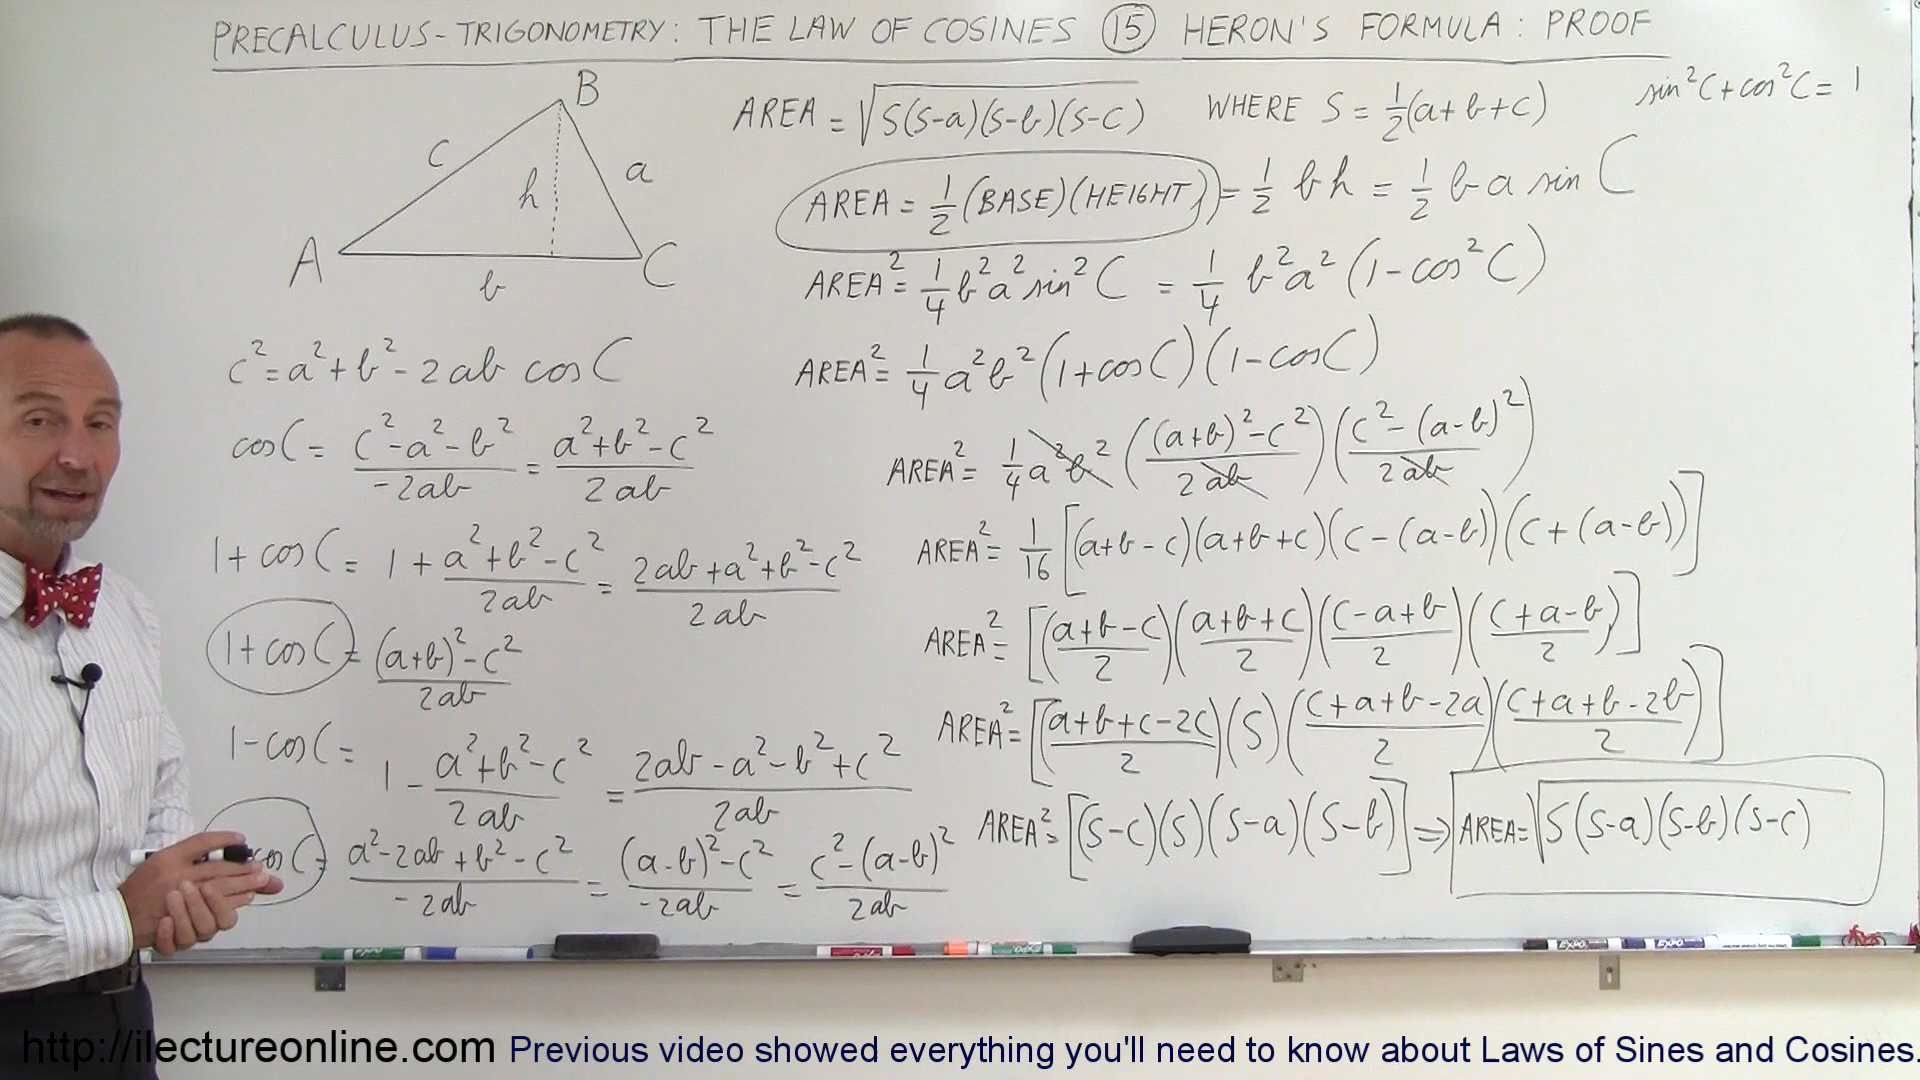 PRECALCULUS - TRIGONOMETRY: THE LAW OF COSINES (15) HERON'S FORMULA: PROOF
B
c
h
a
A
b
C
c² = a² + b² - 2ab cos C
cos C = (c² - a² - b²)/(-2ab) = (a² + b² - c²)/(2ab)
1 + cos C = 1 + (a² + b² - c²)/(2ab) = (2ab + a² + b² - c²)/(2ab)
1 + cos C = ((a+b)² - c²)/(2ab)
1 - cos C = 1 - (a² + b² - c²)/(2ab) = (2ab - a² - b² + c²)/(2ab)
cos C = (a² - 2ab + b² - c²)/(-2ab) = ((a-b)² - c²)/(-2ab) = (c² - (a-b)²)/(2ab)
AREA = √S(S-a)(S-b)(S-c) WHERE S = 1/2(a+b+c)
sin²C + cos²C = 1
AREA = 1/2 (BASE)(HEIGHT) = 1/2 b h = 1/2 b a sin C
AREA² = 1/4 b² a² sin² C = 1/4 b² a² (1 - cos² C)
AREA² = 1/4 a² b² (1 + cos C)(1 - cos C)
AREA² = 1/4 a² b² (((a+b)² - c²)/(2ab)) ((c² - (a-b)²)/(2ab))
AREA² = 1/16 [(a+b-c)(a+b+c)(c-(a-b))(c+(a-b))]
AREA² = [((a+b-c)/2)((a+b+c)/2)((c-a+b)/2)((c+a-b)/2)]
AREA² = [((a+b+c-2c)/2)(S)((c+a+b-2a)/2)((c+a+b-2b)/2)]
AREA² = [(S-c)(S)(S-a)(S-b)] ⇒ AREA = √S(S-a)(S-b)(S-c)
EXPO
EXPO
EXPO
EXPO
http://ilectureonline.com Previous video showed everything you'll need to know about Laws of Sines and Cosines.